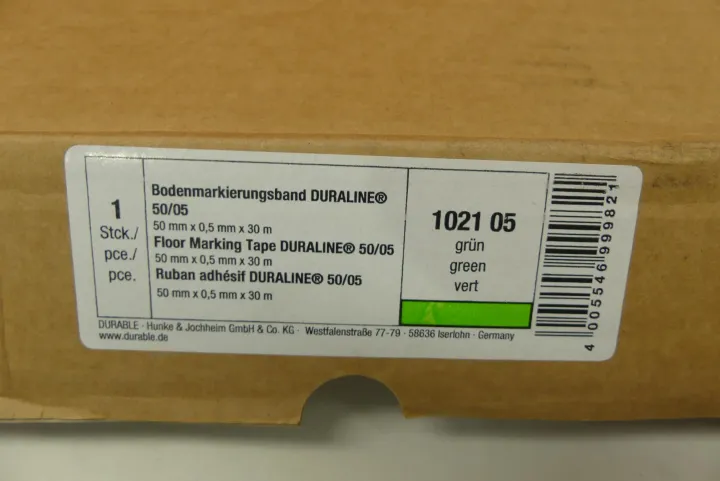 1
Stck./
pce./
pce.
Bodenmarkierungsband DURALINE®
50/05
50 mm x 0,5 mm x 30 m
Floor Marking Tape DURALINE® 50/05
50 mm x 0,5 mm x 30 m
Ruban adhésif DURALINE® 50/05
50 mm x 0,5 mm x 30 m
1021 05
grün
green
vert
DURABLE · Hunke & Jochheim GmbH & Co. KG · Westfalenstraße 77-79 · 58636 Iserlohn · Germany
www.durable.de
4 005546 999821